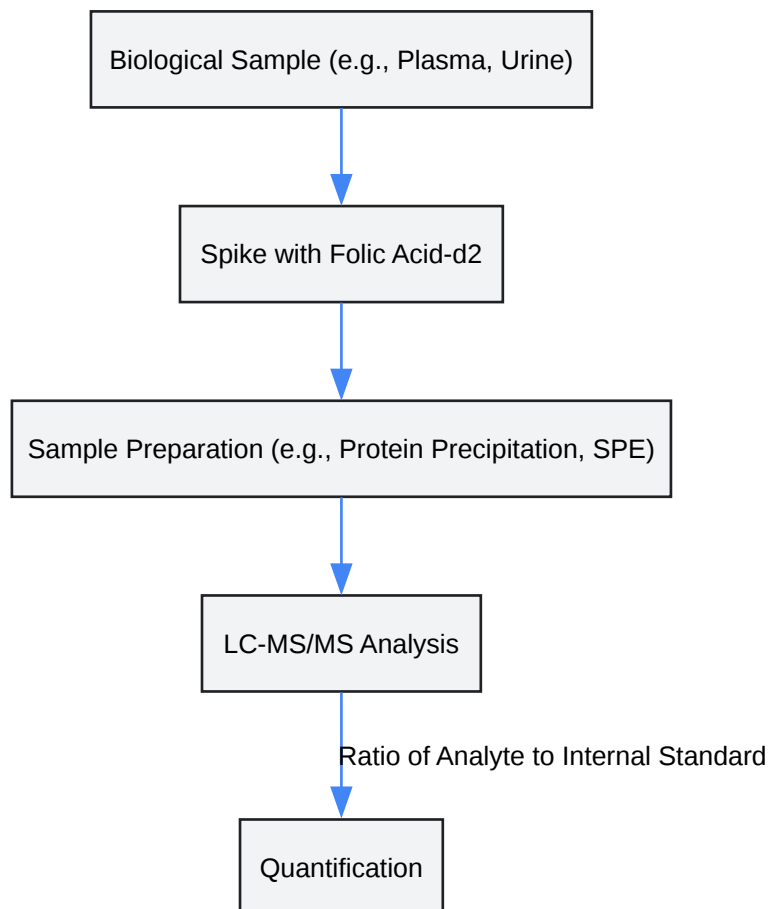 Biological Sample (e.g., Plasma, Urine)
Spike with Folic Acid-d2
Sample Preparation (e.g., Protein Precipitation, SPE)
LC-MS/MS Analysis
Ratio of Analyte to Internal Standard
Quantification